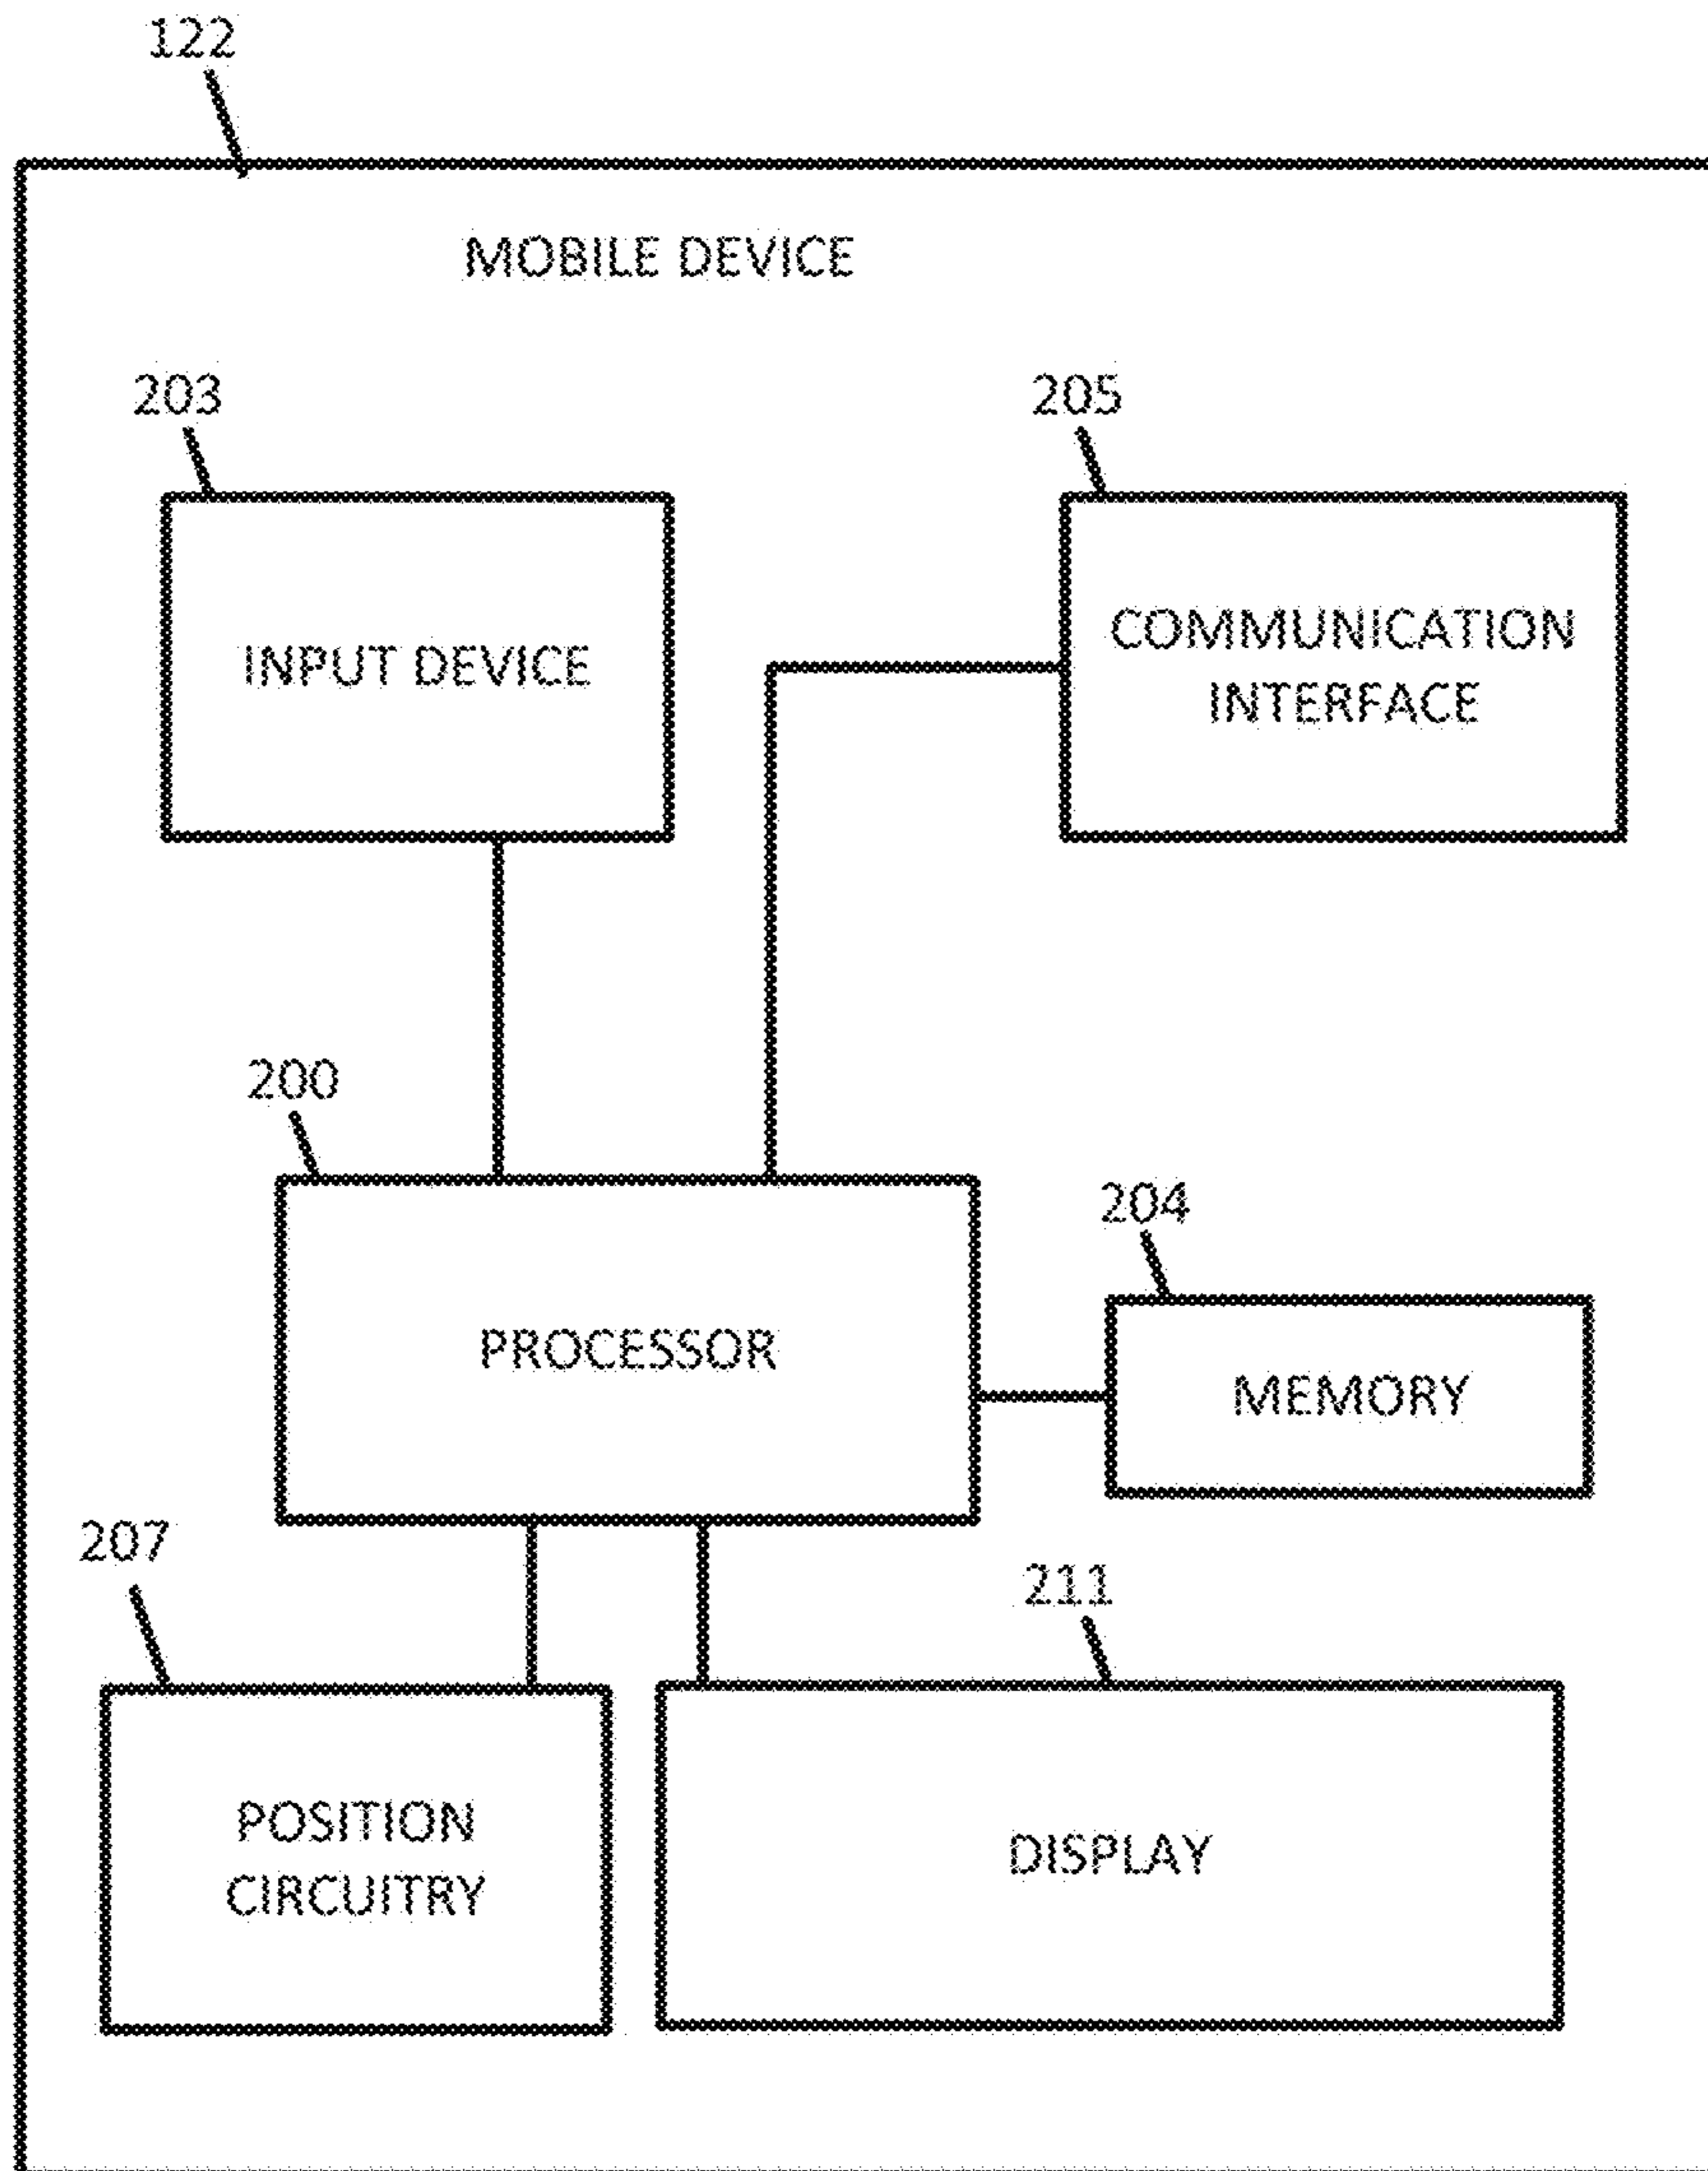 122
MOBILE DEVICE
203
205
INPUT DEVICE
COMMUNICATION
INTERFACE
200
204
PROCESSOR
MEMORY
207
211
POSITION
CIRCUITRY
DISPLAY